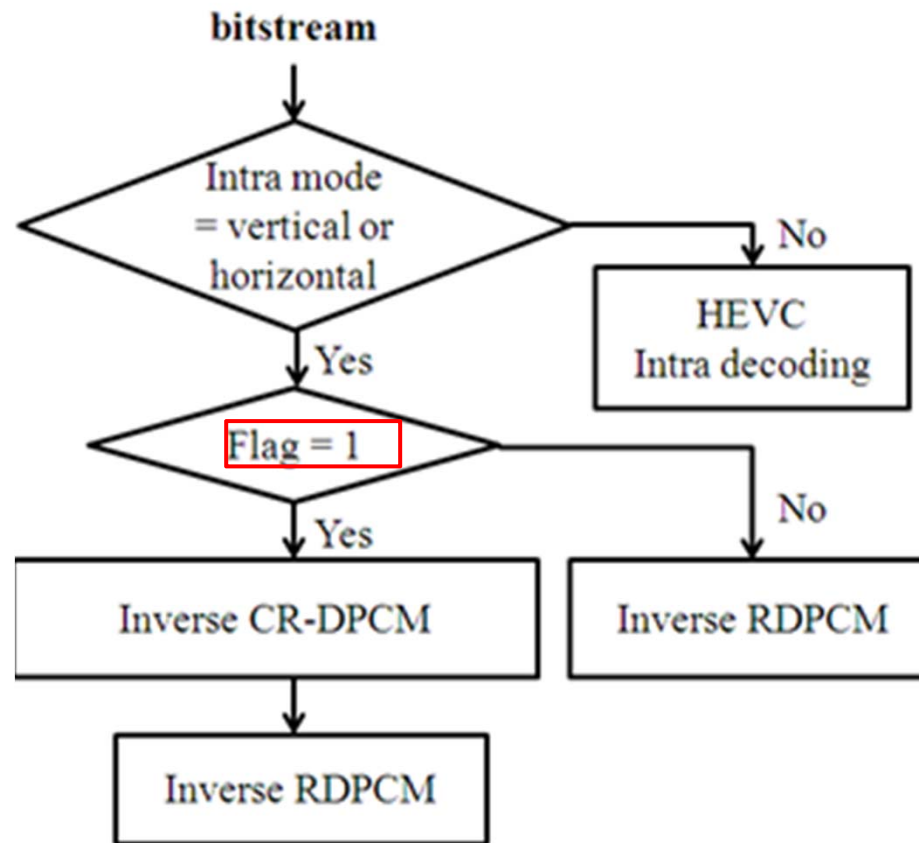 bitstream
Intra mode
= vertical or
horizontal
No
HEVC
Intra decoding
Yes
Flag = 1
No
Yes
Inverse CR-DPCM
Inverse RDPCM
Inverse RDPCM